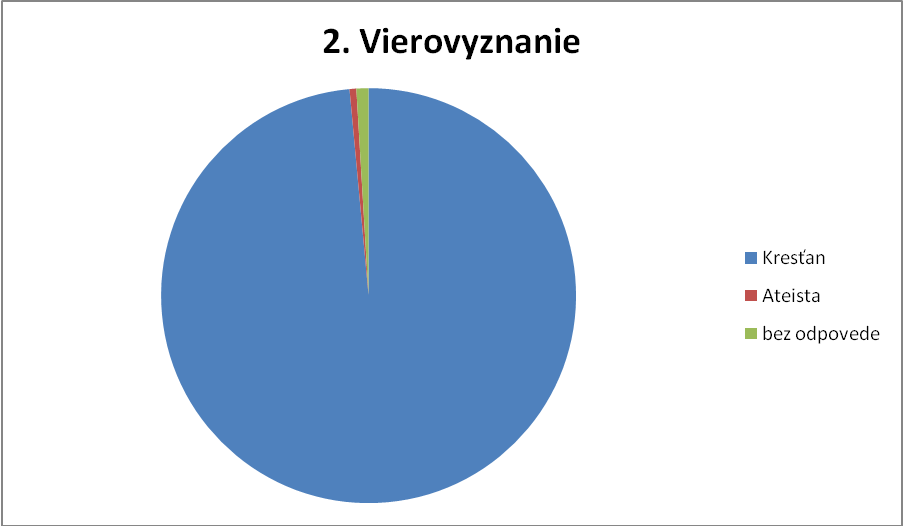 2. Vierovyznanie
Kresťan
Ateista
bez odpovede